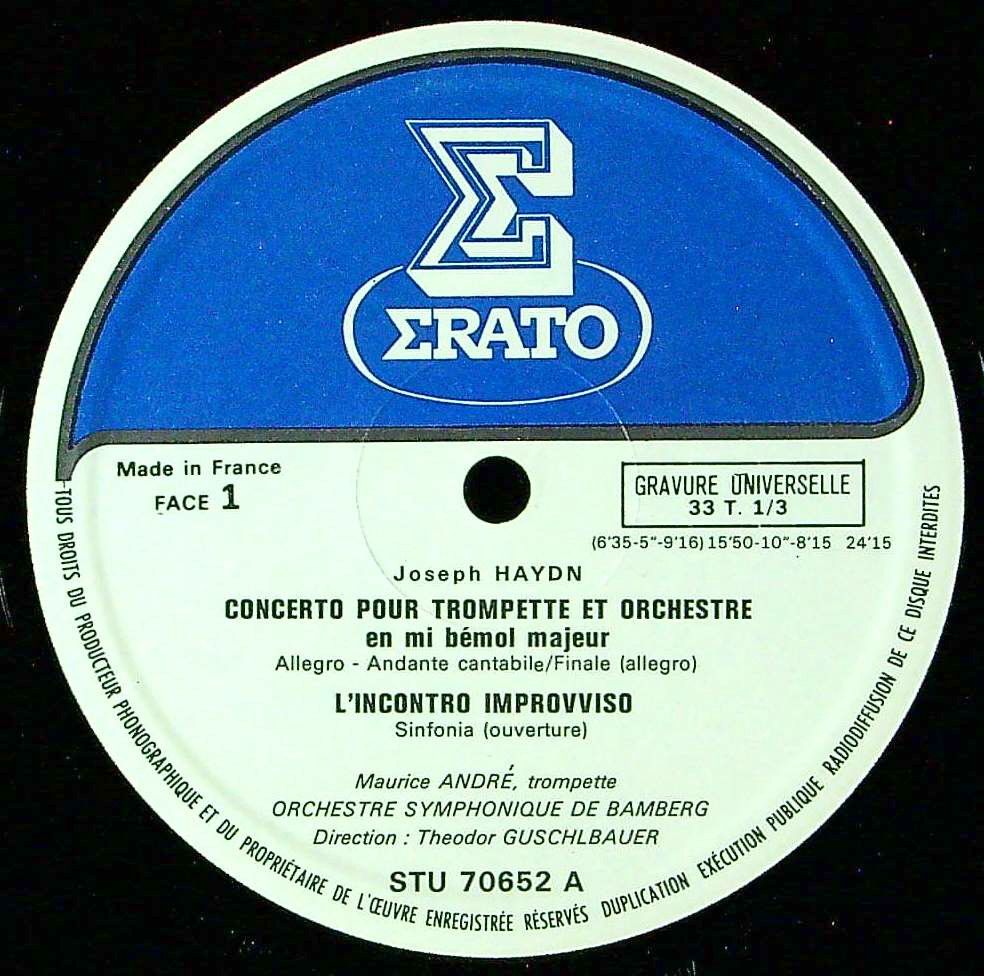 ΣRATO
Made in France
FACE 1
GRAVURE UNIVERSELLE
33 T. 1/3
(6'35-5"-9'16) 15'50-10"-8'15 24'15
Joseph HAYDN
CONCERTO POUR TROMPETTE ET ORCHESTRE
en mi bémol majeur
Allegro - Andante cantabile/Finale (allegro)
L'INCONTRO IMPROVVISO
Sinfonia (ouverture)
Maurice ANDRÉ, trompette
ORCHESTRE SYMPHONIQUE DE BAMBERG
Direction : Theodor GUSCHLBAUER
STU 70652 A
TOUS DROITS DU PRODUCTEUR PHONOGRAPHIQUE ET DU PROPRIÉTAIRE DE L'ŒUVRE ENREGISTRÉE RÉSERVÉS DUPLICATION EXÉCUTION PUBLIQUE RADIODIFFUSION DE CE DISQUE INTERDITES